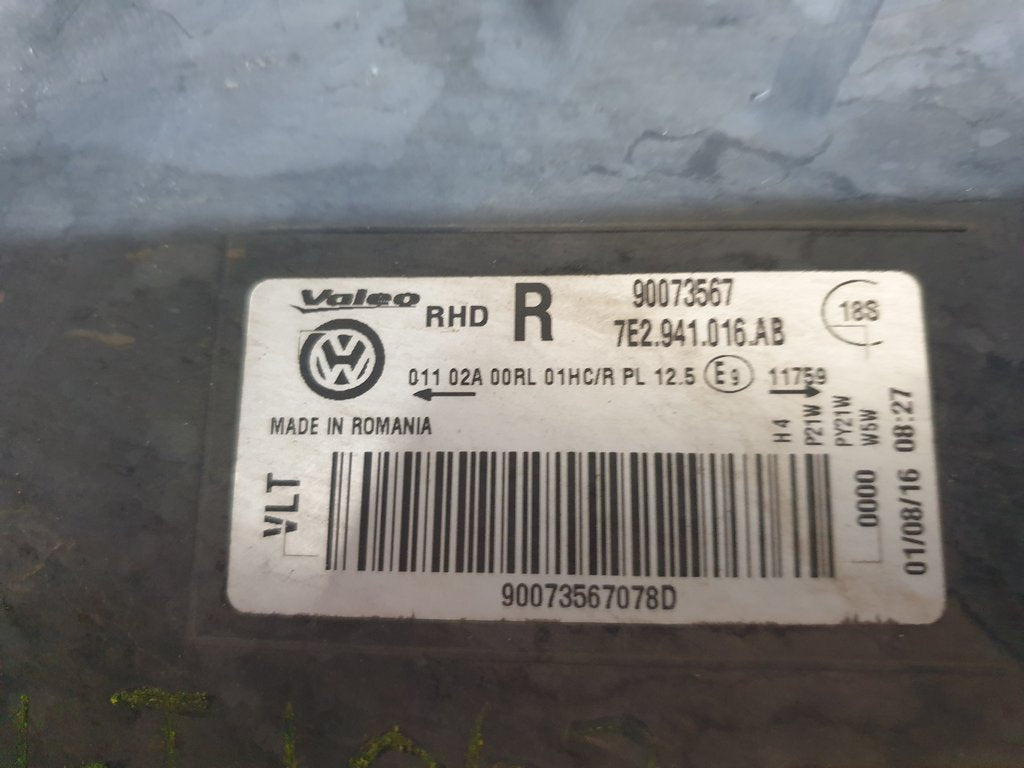 Valeo RHD R 90073567
7E2.941.016.AB
18S
011 02A 00RL 01HC/R PL 12.5 E9 11759
MADE IN ROMANIA
H4
P21W
PY21W
W5W
VLT
0000
01/08/16 08:27
90073567078D